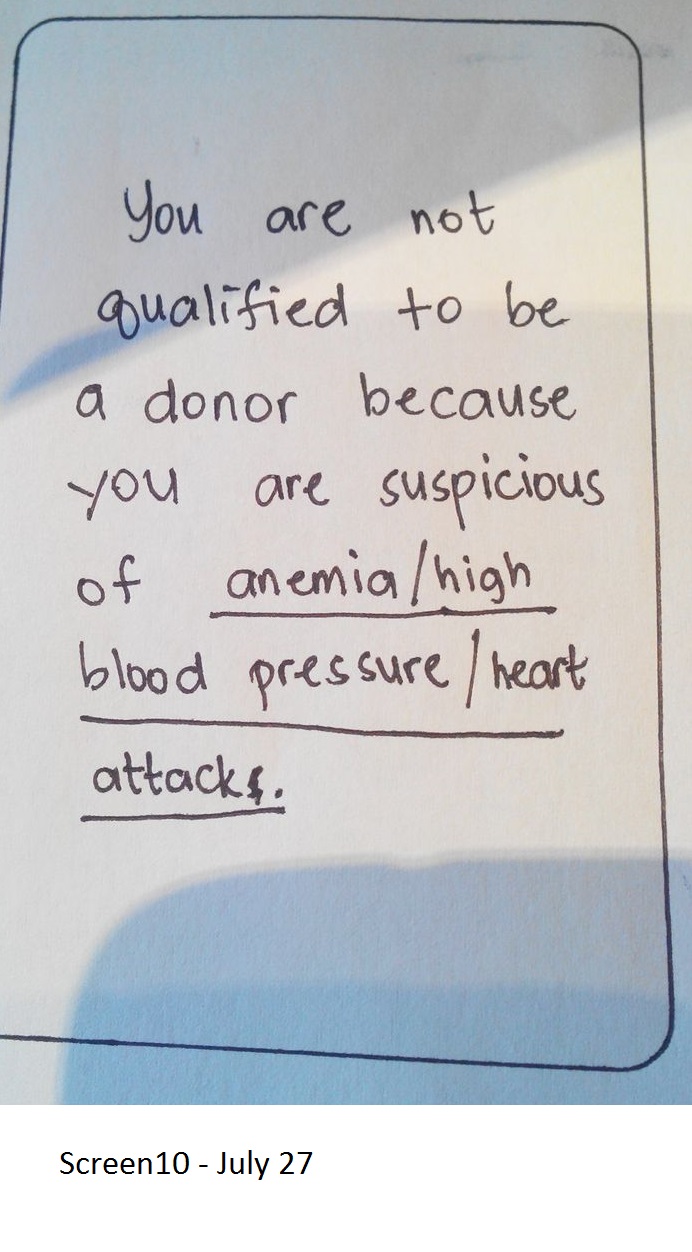 You are not
qualified to be
a donor because
you are suspicious
of anemia/high
blood pressure/heart
attacks.
Screen10 - July 27